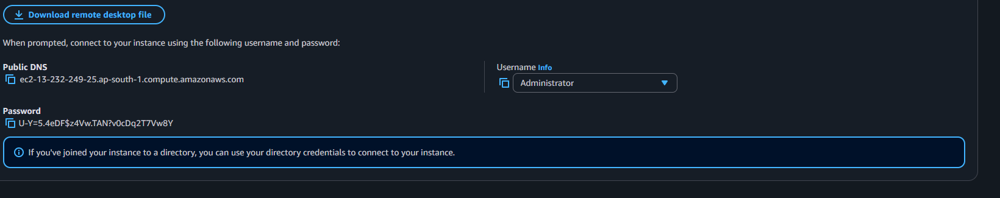 Download remote desktop file
When prompted, connect to your instance using the following username and password:
Public DNS
ec2-13-232-249-25.ap-south-1.compute.amazonaws.com
Username Info
Administrator
Password
U-Y=5.4eDF$z4Vw.TAN?v0cDq2T7Vw8Y
If you've joined your instance to a directory, you can use your directory credentials to connect to your instance.